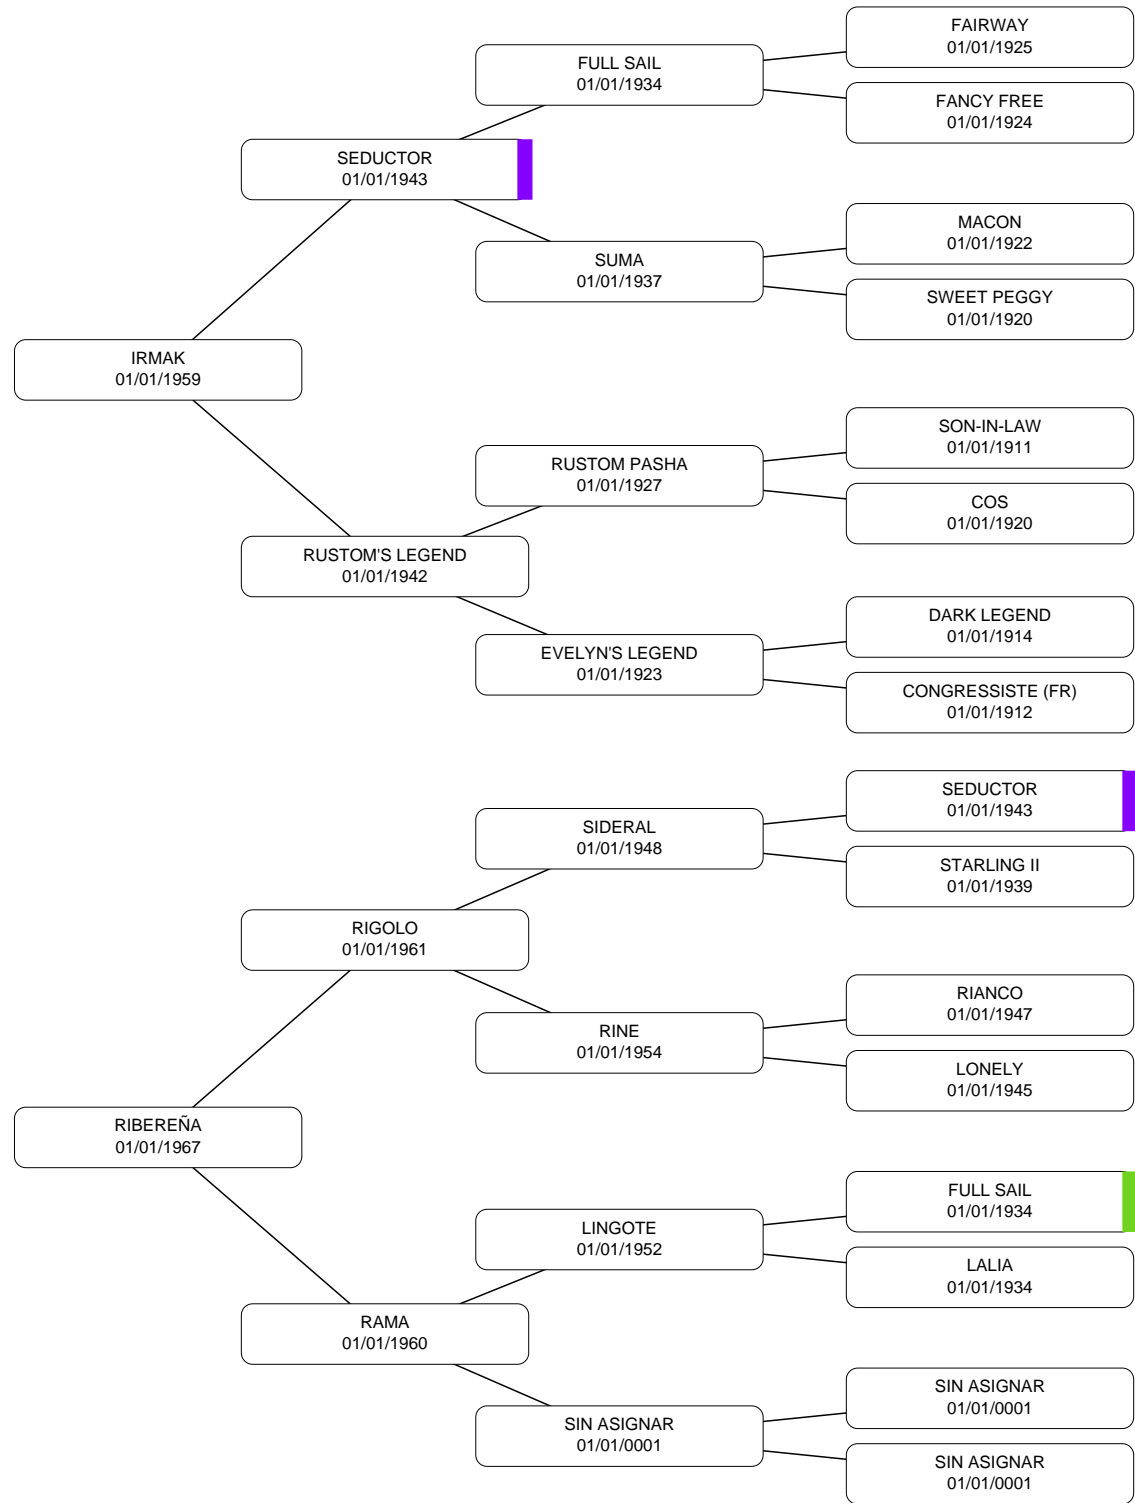 FAIRWAY
01/01/1925
FULL SAIL
01/01/1934
FANCY FREE
01/01/1924
SEDUCTOR
01/01/1943
MACON
01/01/1922
SUMA
01/01/1937
SWEET PEGGY
01/01/1920
IRMAK
01/01/1959
SON-IN-LAW
01/01/1911
RUSTOM PASHA
01/01/1927
COS
01/01/1920
RUSTOM'S LEGEND
01/01/1942
DARK LEGEND
01/01/1914
EVELYN'S LEGEND
01/01/1923
CONGRESSISTE (FR)
01/01/1912
SEDUCTOR
01/01/1943
SIDERAL
01/01/1948
STARLING II
01/01/1939
RIGOLO
01/01/1961
RIANCO
01/01/1947
RINE
01/01/1954
LONELY
01/01/1945
RIBEREÑA
01/01/1967
FULL SAIL
01/01/1934
LINGOTE
01/01/1952
LALIA
01/01/1934
RAMA
01/01/1960
SIN ASIGNAR
01/01/0001
SIN ASIGNAR
01/01/0001
SIN ASIGNAR
01/01/0001